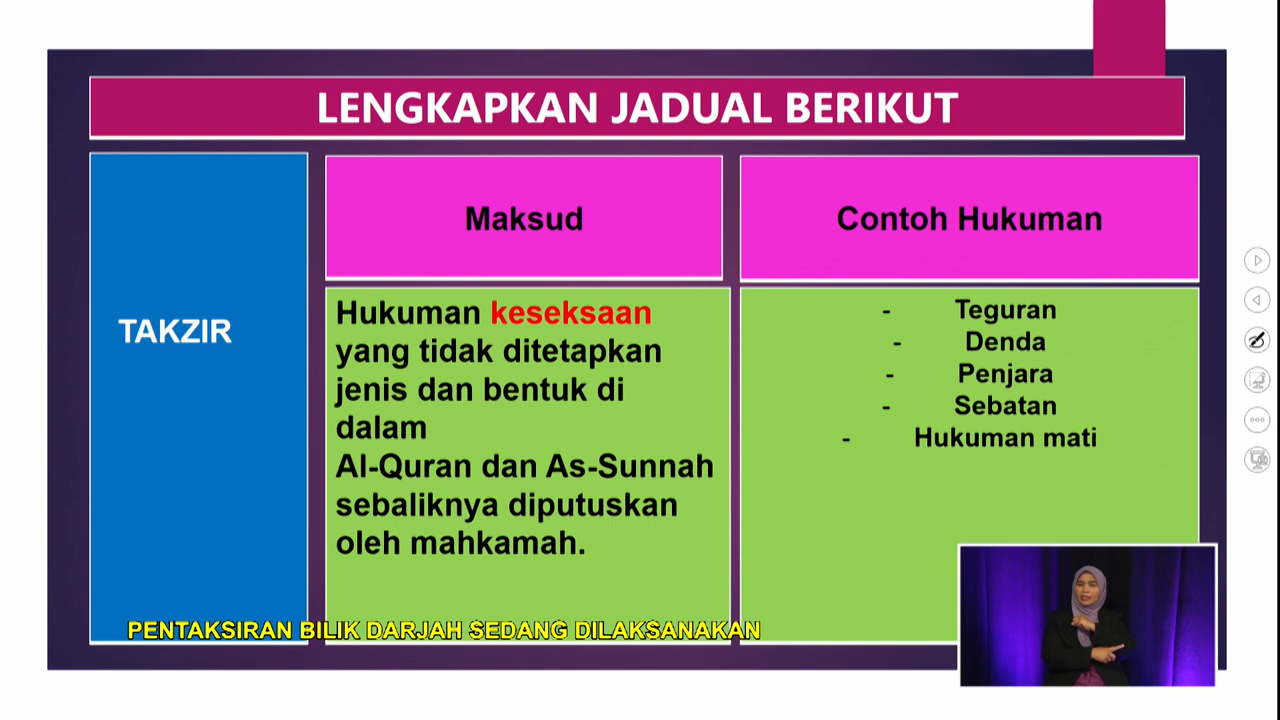 LENGKAPKAN JADUAL BERIKUT
TAKZIR
Maksud
Hukuman keseksaan
yang tidak ditetapkan
jenis dan bentuk di
dalam
Al-Quran dan As-Sunnah
sebaliknya diputuskan
oleh mahkamah.
Contoh Hukuman
- Teguran
- Denda
- Penjara
- Sebatan
- Hukuman mati
PENTAKSIRAN BILIK DARJAH SEDANG DILAKSANAKAN